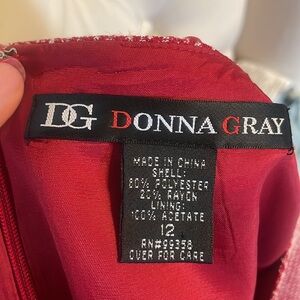 DG DONNA GRAY
MADE IN CHINA
SHELL:
80% POLYESTER
20% RAYON
LINING:
100% ACETATE
12
RN#99358
OVER FOR CARE